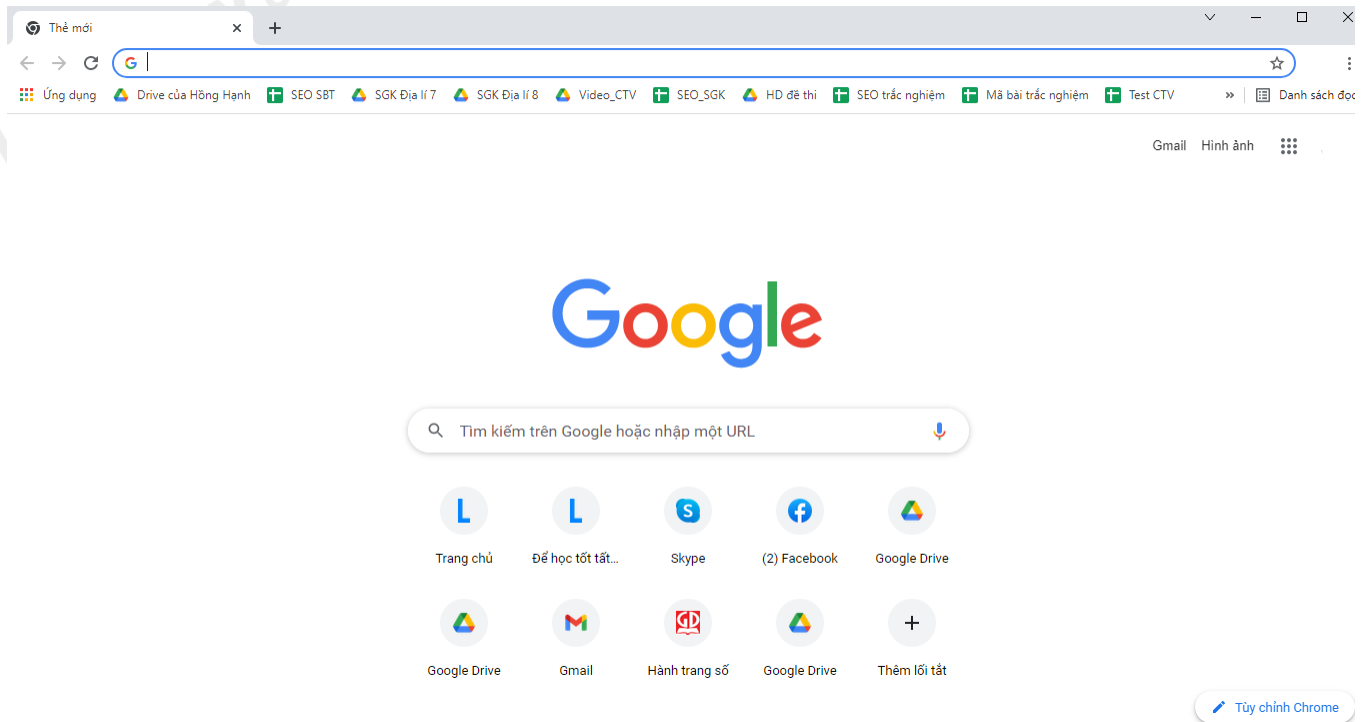 Thẻ mới
Ứng dụng Drive của Hồng Hạnh SEO SBT SGK Địa lí 7 SGK Địa lí 8 Video_CTV SEO_SGK HD đề thi SEO trắc nghiệm Mã bài trắc nghiệm Test CTV » Danh sách đọc
Gmail Hình ảnh
Google
Tìm kiếm trên Google hoặc nhập một URL
L L S
Trang chủ Để học tốt tất... Skype (2) Facebook Google Drive
GD
Google Drive Gmail Hành trang số Google Drive Thêm lối tắt
Tùy chỉnh Chrome